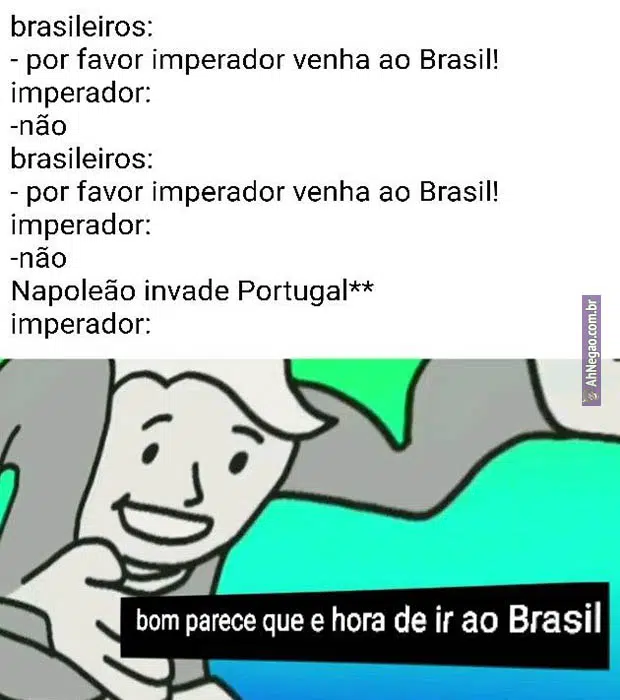 brasileiros:
- por favor imperador venha ao Brasil!
imperador:
-não
brasileiros:
- por favor imperador venha ao Brasil!
imperador:
-não
Napoleão invade Portugal**
imperador:
AhNegao.com.br
bom parece que e hora de ir ao Brasil